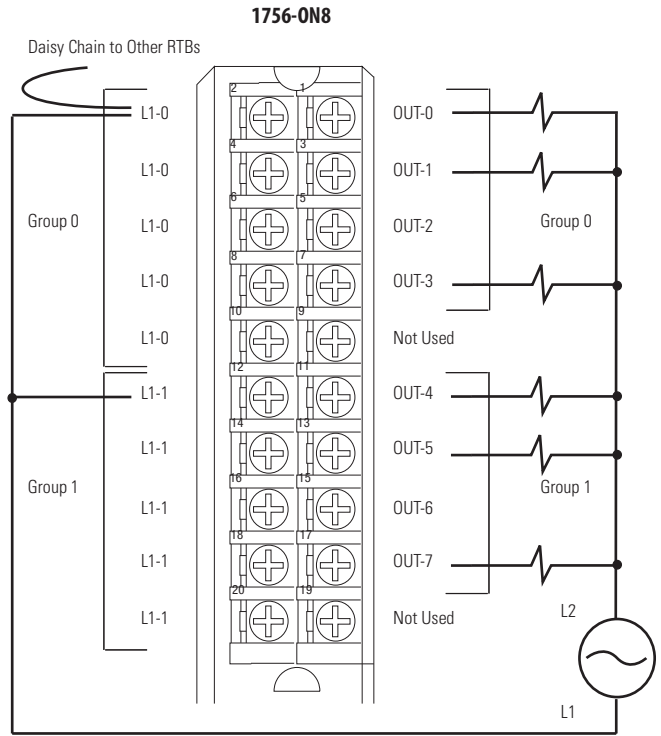 1756-ON8
Daisy Chain to Other RTBs
2 1
L1-0 OUT-0
4 3
L1-0 OUT-1
6 5
Group 0 L1-0 OUT-2 Group 0
8 7
L1-0 OUT-3
10 9
L1-0 Not Used
12 11
L1-1 OUT-4
14 13
L1-1 OUT-5
16 15
Group 1 Group 1
L1-1 OUT-6
18 17
L1-1 OUT-7
20 19
L1-1 Not Used
L2
L1